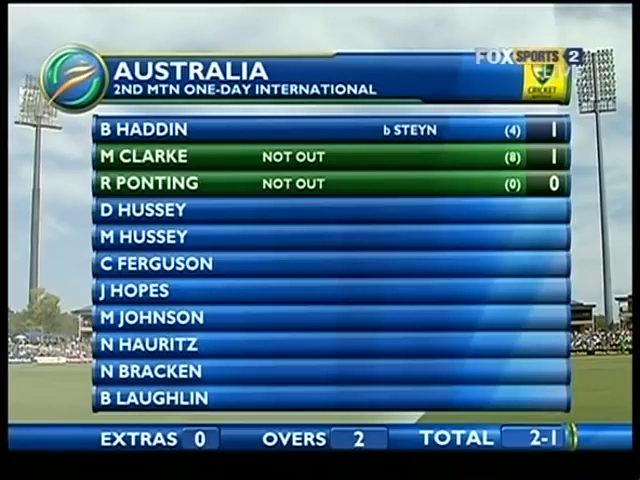 FOX SPORTS 2
LIVE
AUSTRALIA
2ND MTN ONE-DAY INTERNATIONAL
CRICKET
B HADDIN b STEYN (4) 1
M CLARKE NOT OUT (8) 1
R PONTING NOT OUT (0) 0
D HUSSEY
M HUSSEY
C FERGUSON
J HOPES
M JOHNSON
N HAURITZ
N BRACKEN
B LAUGHLIN
EXTRAS 0 OVERS 2 TOTAL 2-1